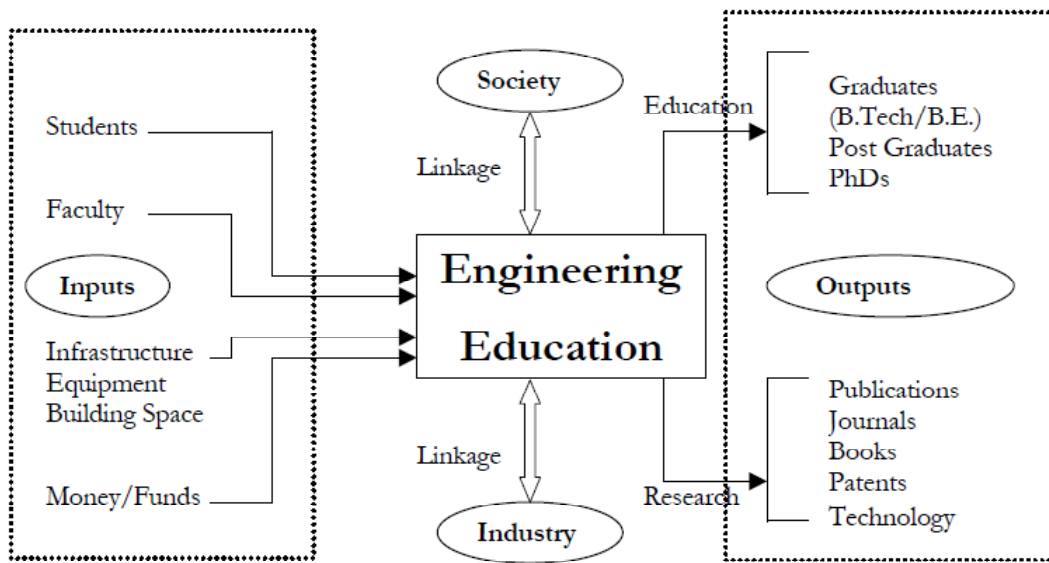 Students
Faculty
Inputs
Infrastructure
Equipment
Building Space
Money/Funds
Society
Linkage
Engineering
Education
Linkage
Industry
Education
Graduates
(B.Tech/B.E.)
Post Graduates
PhDs
Outputs
Research
Publications
Journals
Books
Patents
Technology